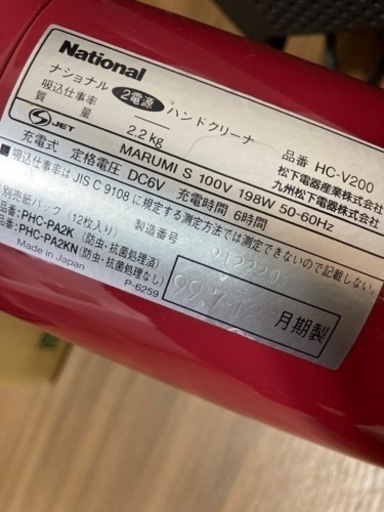 National
ナショナル 2電源 ハンドクリーナ
品番 HC-V200
吸込仕事率 —
質量 2.2kg
松下電器産業株式会社
九州松下電器株式会社
S JET
MARUMI S 100V 198W 50-60Hz
充電式 定格電圧 DC6V 充電時間 6時間
吸込仕事率は JIS C 9108に規定する測定方法では測定できないので記載しない。
別売紙パック(12枚入り)
品番:PHC-PA2K(防虫・抗菌処理済)
品番:PHC-PA2KN(防虫・抗菌処理なし)
製造番号
Made in Japan
P-6259
月期製